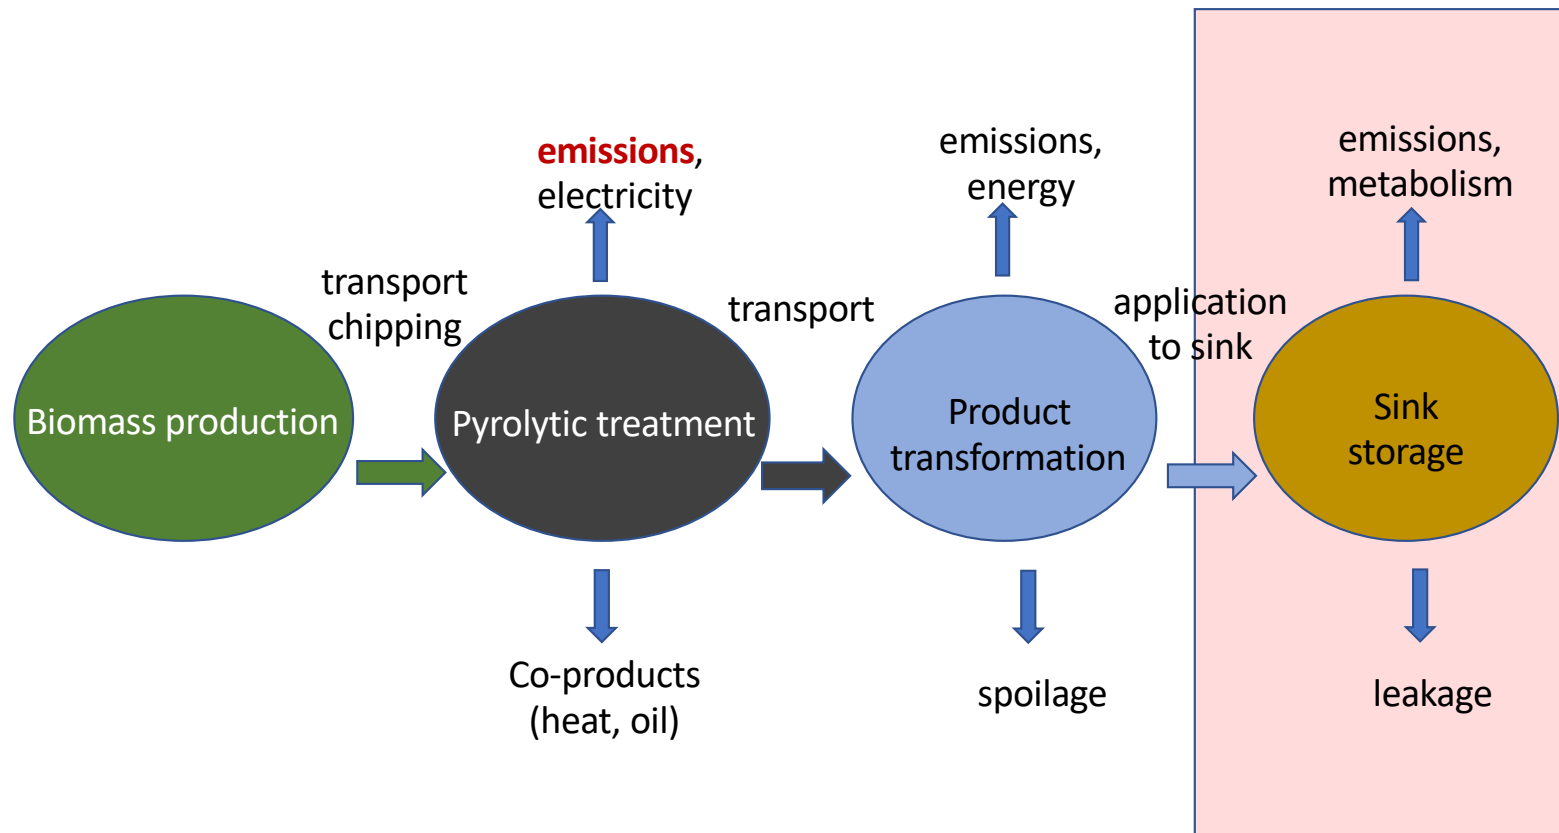 emissions,
electricity
emissions,
energy
emissions,
metabolism
transport
chipping
transport
application
to sink
Biomass production
Pyrolytic treatment
Product
transformation
Sink
storage
Co-products
(heat, oil)
spoilage
leakage